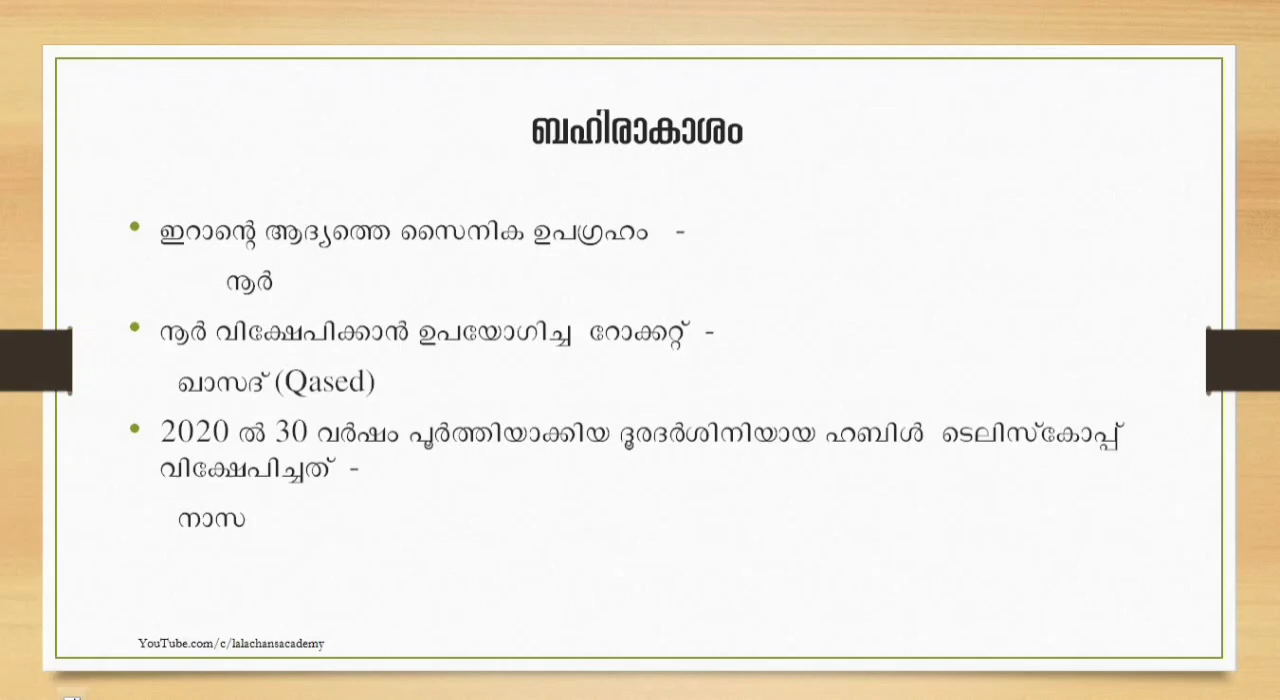 ബഹിരാകാശം
• ഇറാന്റെ ആദ്യത്തെ സൈനിക ഉപഗ്രഹം -
നൂർ
• നൂർ വിക്ഷേപിക്കാൻ ഉപയോഗിച്ച റോക്കറ്റ് -
ഖാസദ് (Qased)
• 2020 ൽ 30 വർഷം പൂർത്തിയാക്കിയ ദൂരദർശിനിയായ ഹബിൾ ടെലിസ്കോപ്പ്
വിക്ഷേപിച്ചത് -
നാസ
YouTube.com/c/lalachansacademy